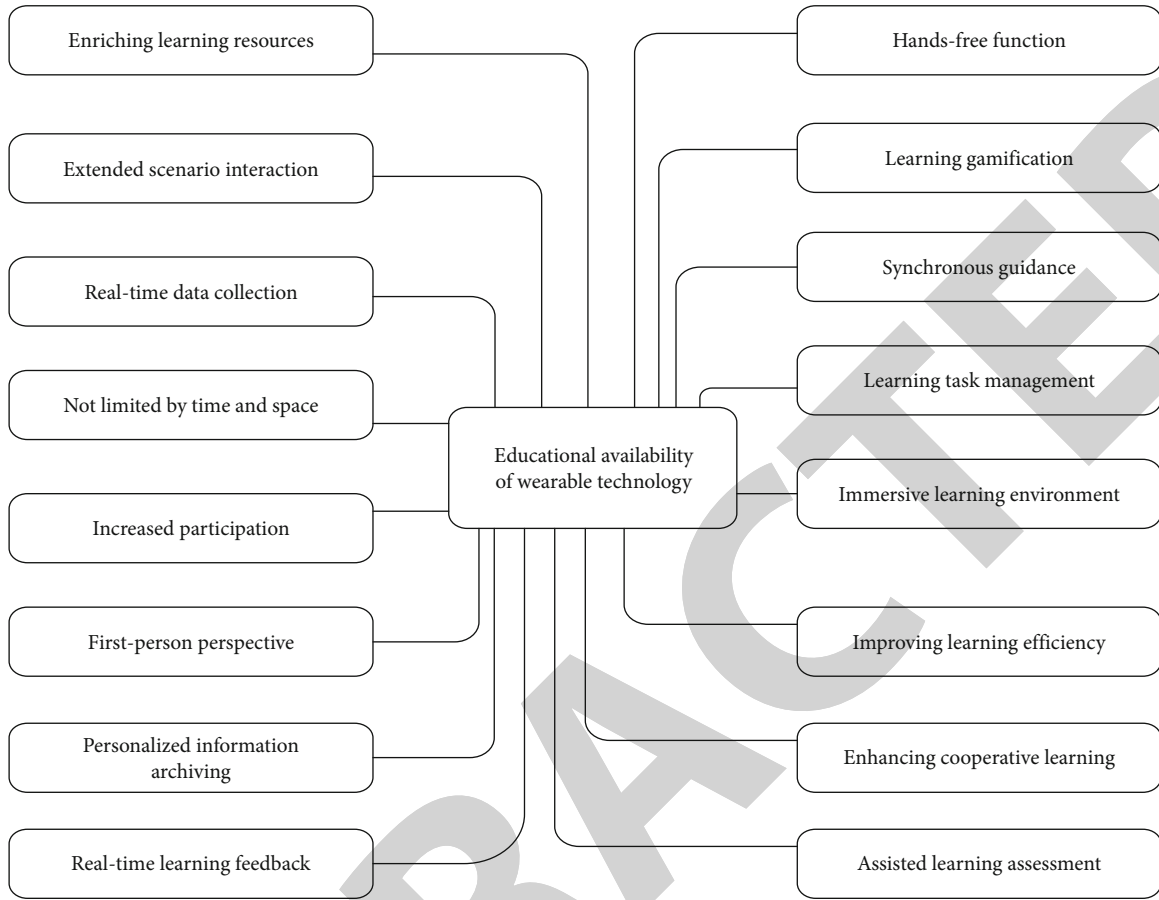 Enriching learning resources
Extended scenario interaction
Real-time data collection
Not limited by time and space
Increased participation
First-person perspective
Personalized information
archiving
Real-time learning feedback
Educational availability
of wearable technology
Hands-free function
Learning gamification
Synchronous guidance
Learning task management
Immersive learning environment
Improving learning efficiency
Enhancing cooperative learning
Assisted learning assessment